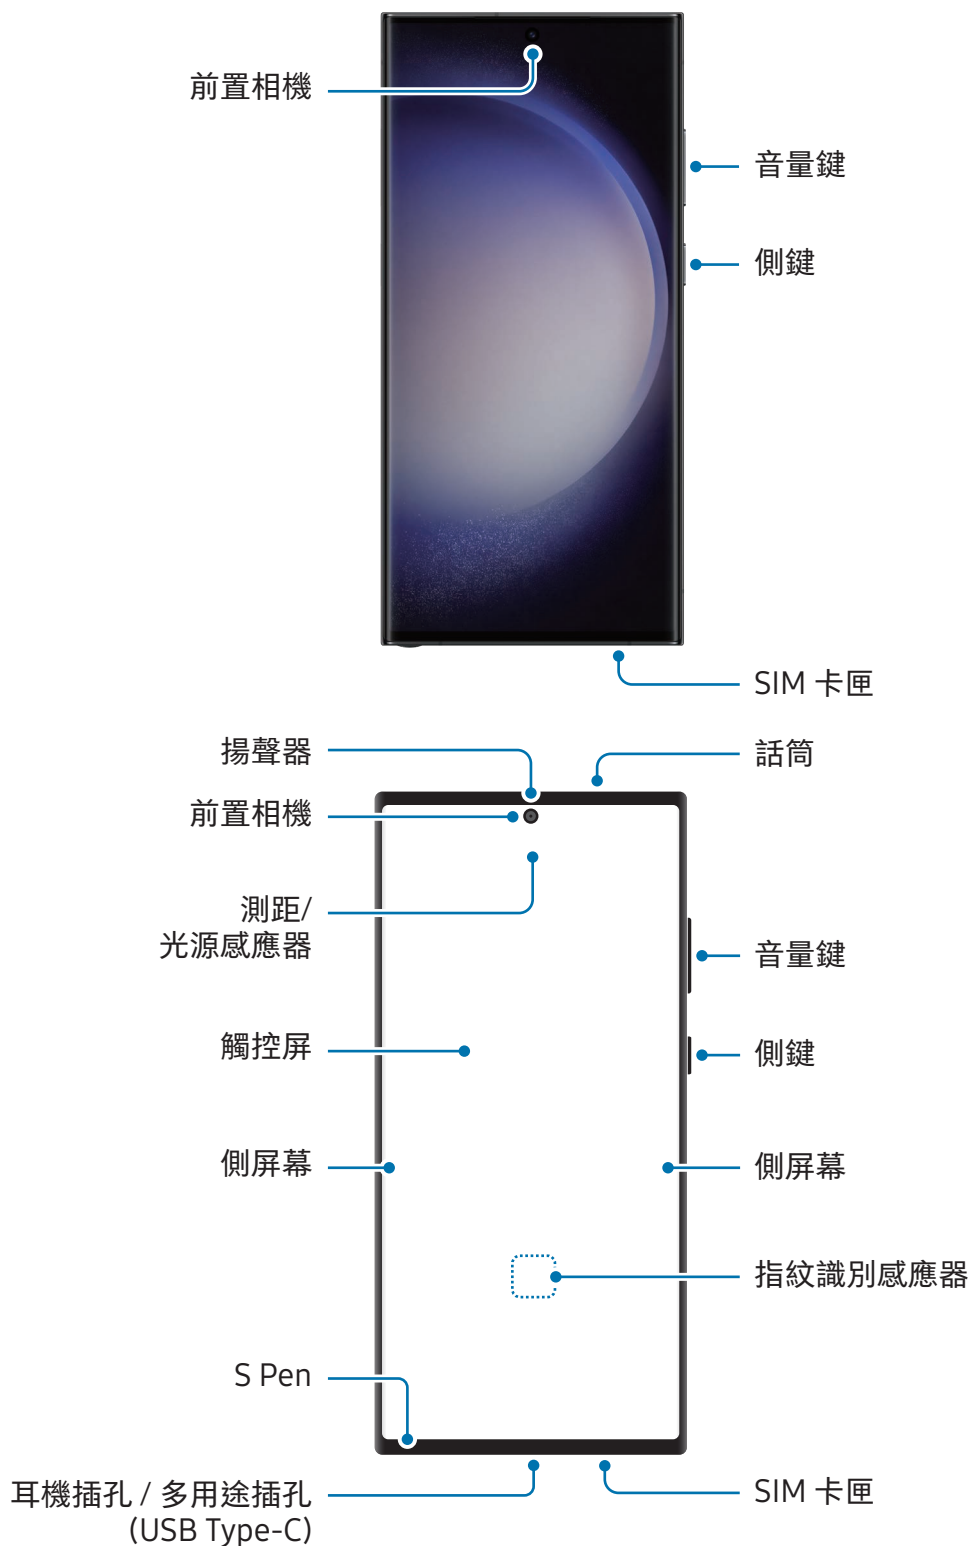 前置相機
音量鍵
側鍵
SIM 卡匣
揚聲器
話筒
前置相機
測距/
光源感應器
音量鍵
觸控屏
側鍵
側屏幕
側屏幕
指紋識別感應器
S Pen
耳機插孔 / 多用途插孔
(USB Type-C)
SIM 卡匣